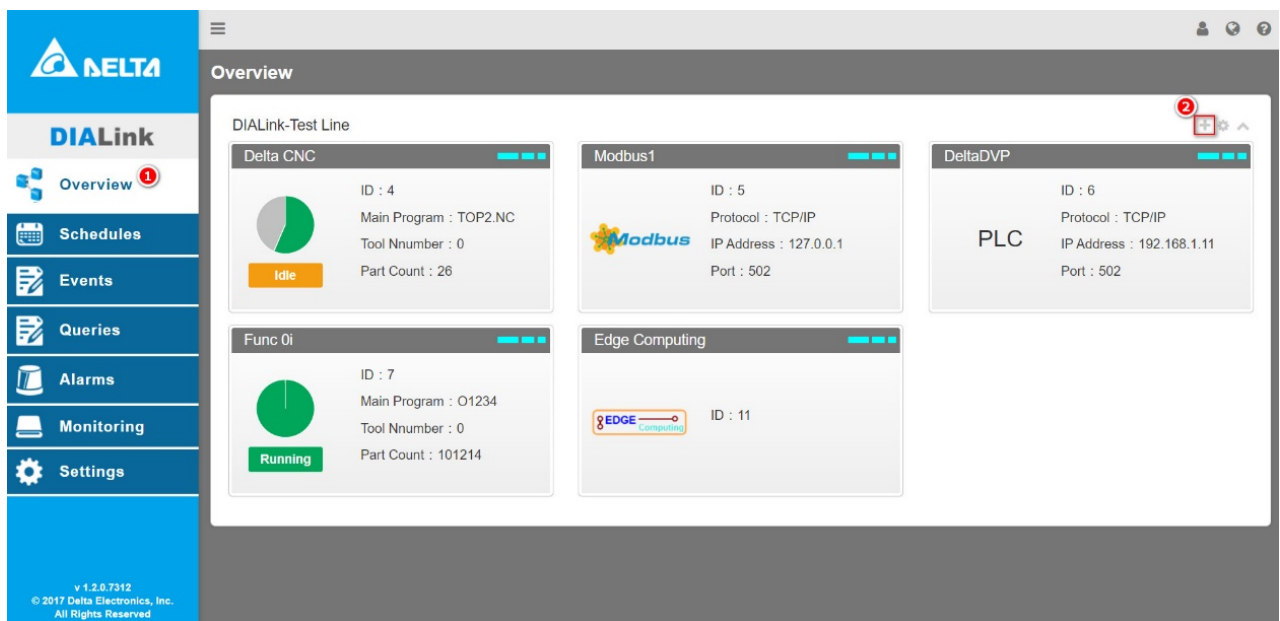 DELTA
Overview
DIALink
Overview 1
Schedules
Events
Queries
Alarms
Monitoring
Settings
v 1.2.0.7312
© 2017 Delta Electronics, Inc.
All Rights Reserved
DIALink-Test Line
2
Delta CNC
ID : 4
Main Program : TOP2.NC
Tool Nnumber : 0
Part Count : 26
Idle
Modbus1
Modbus
ID : 5
Protocol : TCP/IP
IP Address : 127.0.0.1
Port : 502
DeltaDVP
PLC
ID : 6
Protocol : TCP/IP
IP Address : 192.168.1.11
Port : 502
Func 0i
ID : 7
Main Program : O1234
Tool Nnumber : 0
Part Count : 101214
Running
Edge Computing
EDGE
Computing
ID : 11